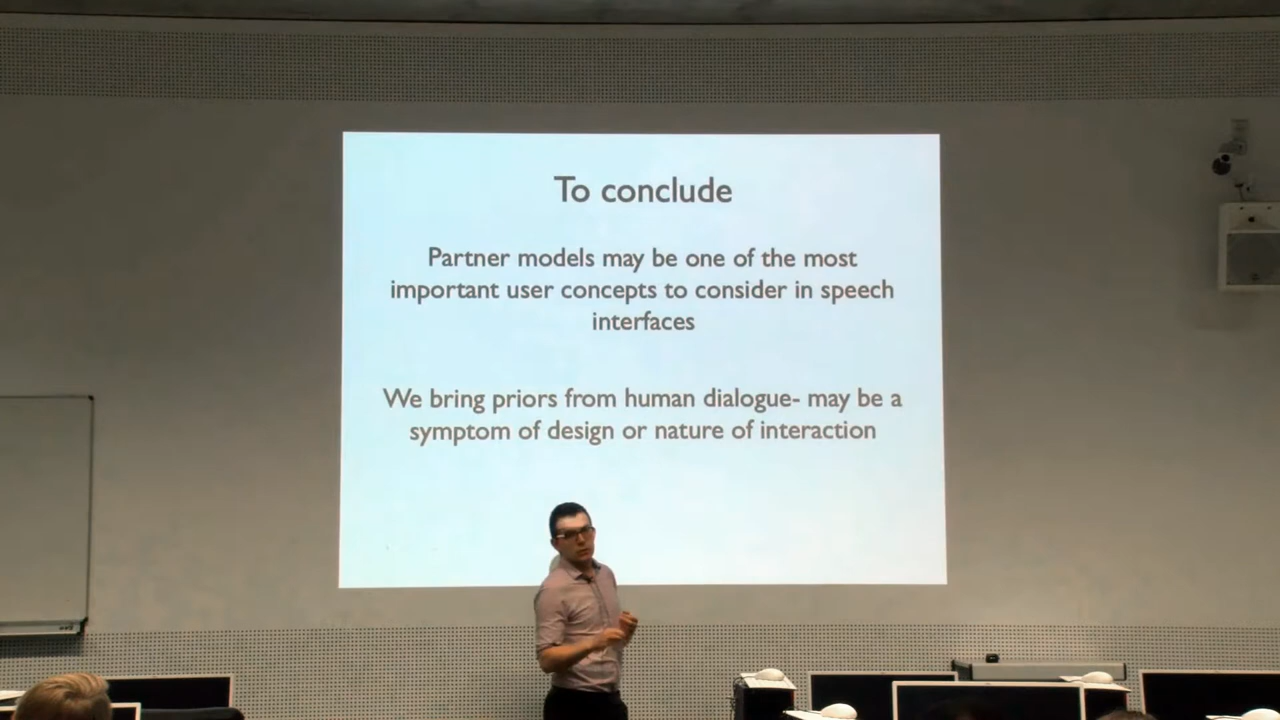 To conclude
Partner models may be one of the most
important user concepts to consider in speech
interfaces
We bring priors from human dialogue- may be a
symptom of design or nature of interaction